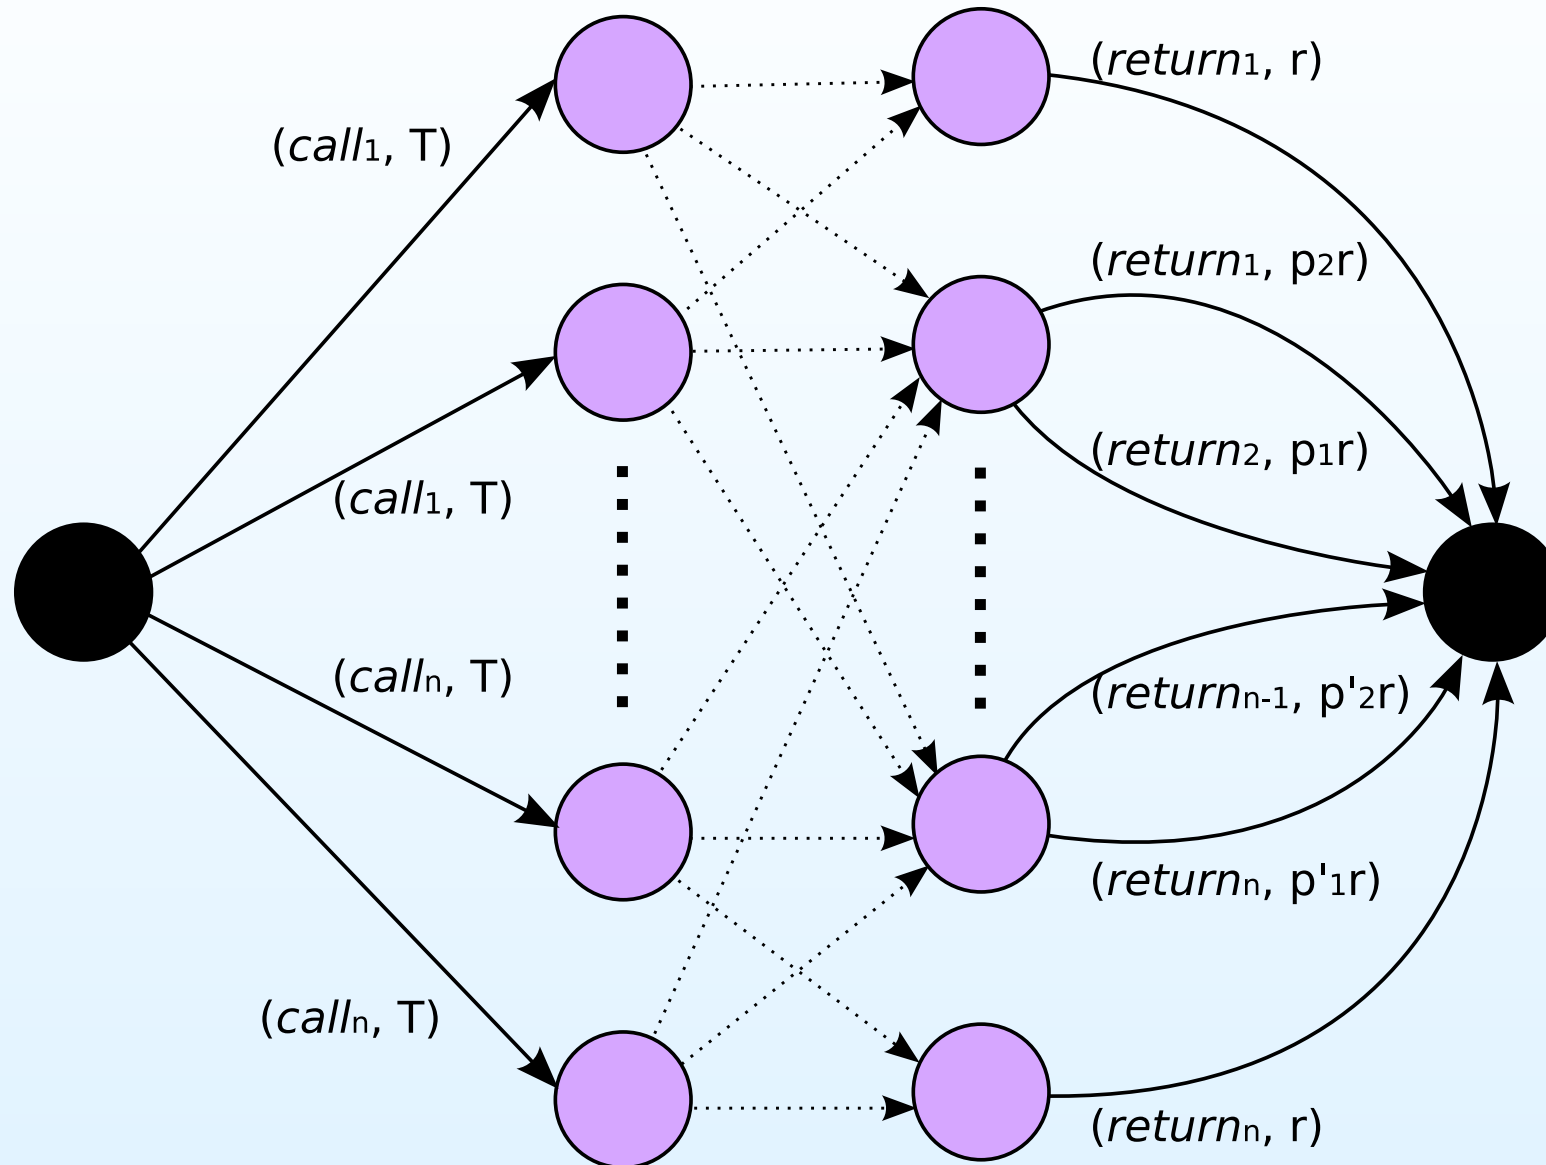 (return₁, r)
(call₁, T)
(return₁, p₂r)
(return₂, p₁r)
(call₁, T)
(callₙ, T)
(returnₙ₋₁, p'₂r)
(returnₙ, p'₁r)
(callₙ, T)
(returnₙ, r)